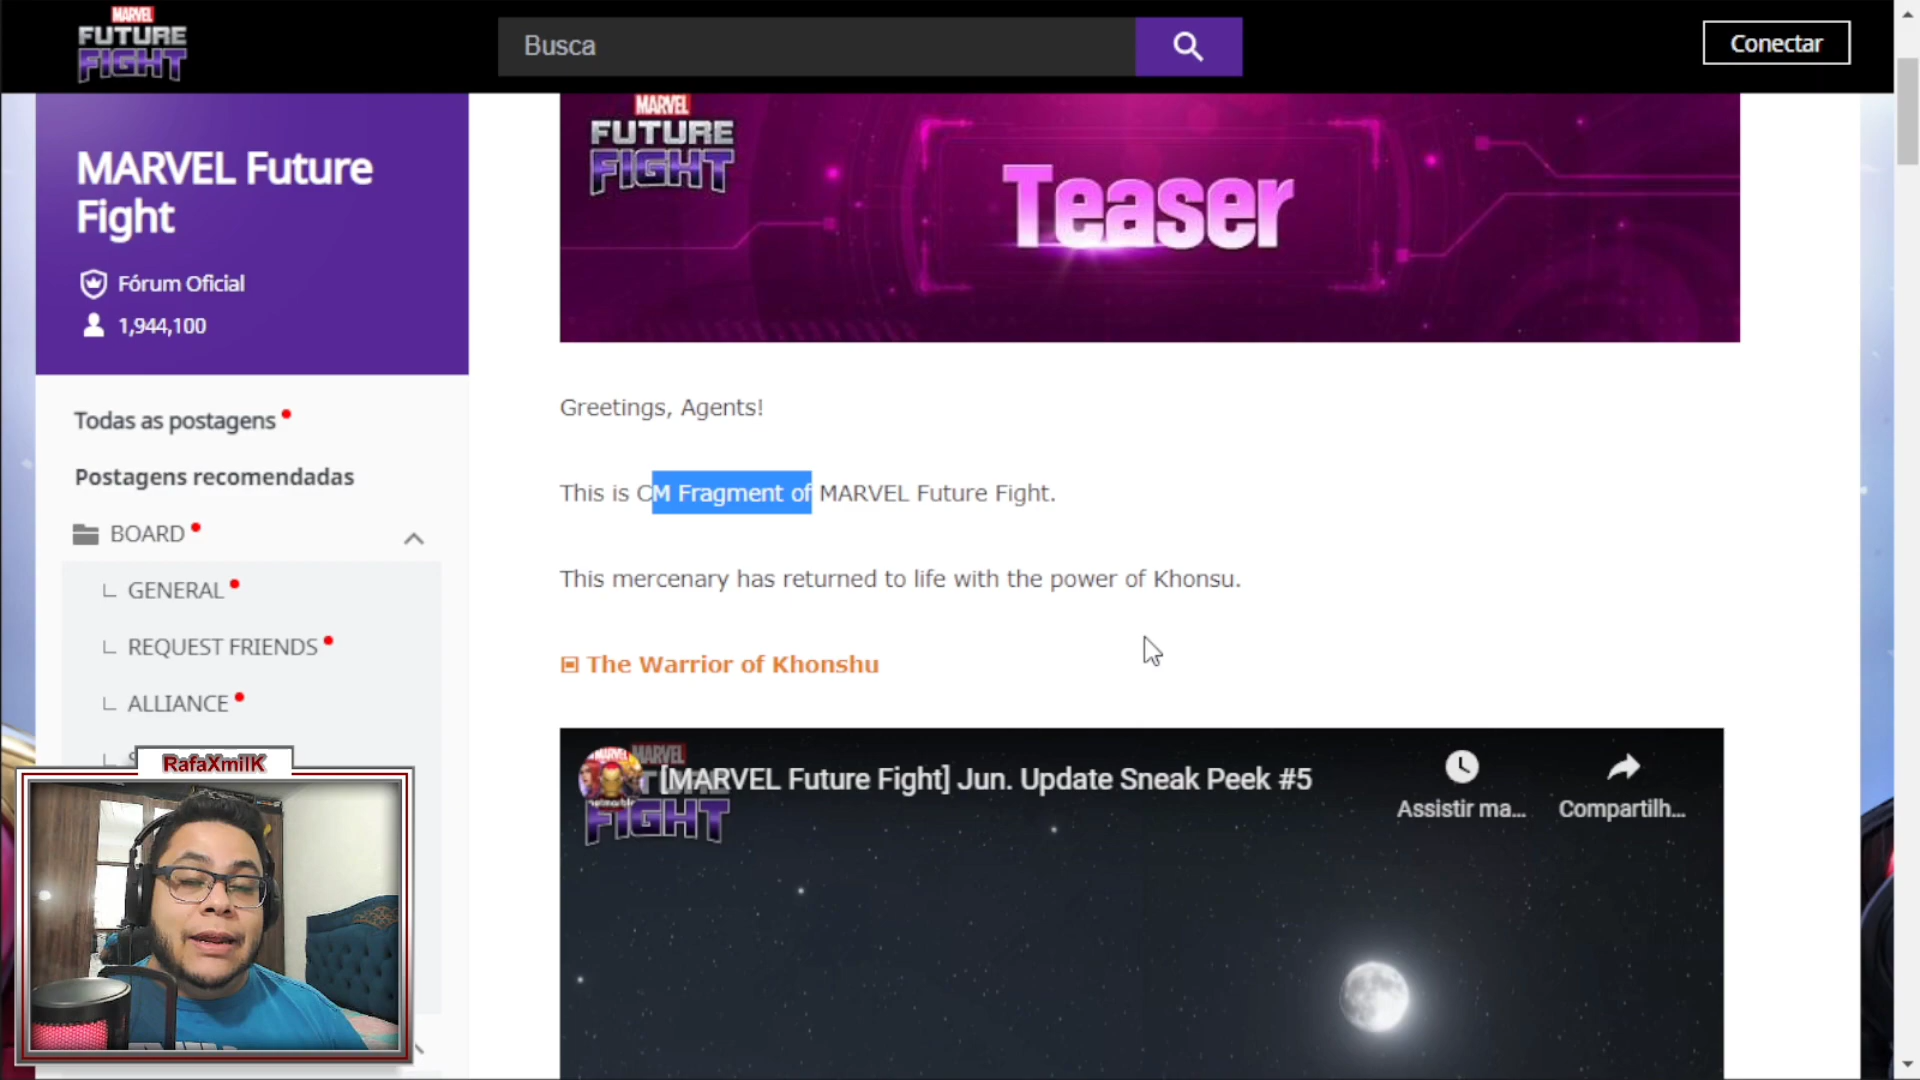 MARVEL
FUTURE
FIGHT
Busca
Conectar
MARVEL Future
Fight
Fórum Oficial
1,944,100
Todas as postagens
Postagens recomendadas
BOARD
GENERAL
REQUEST FRIENDS
ALLIANCE
MARVEL
FUTURE
FIGHT
Teaser
Greetings, Agents!
This is CM Fragment of MARVEL Future Fight.
This mercenary has returned to life with the power of Khonsu.
The Warrior of Khonshu
MARVEL
[MARVEL Future Fight] Jun. Update Sneak Peek #5
FIGHT
Assistir ma...
Compartilh...
RafaXmilK